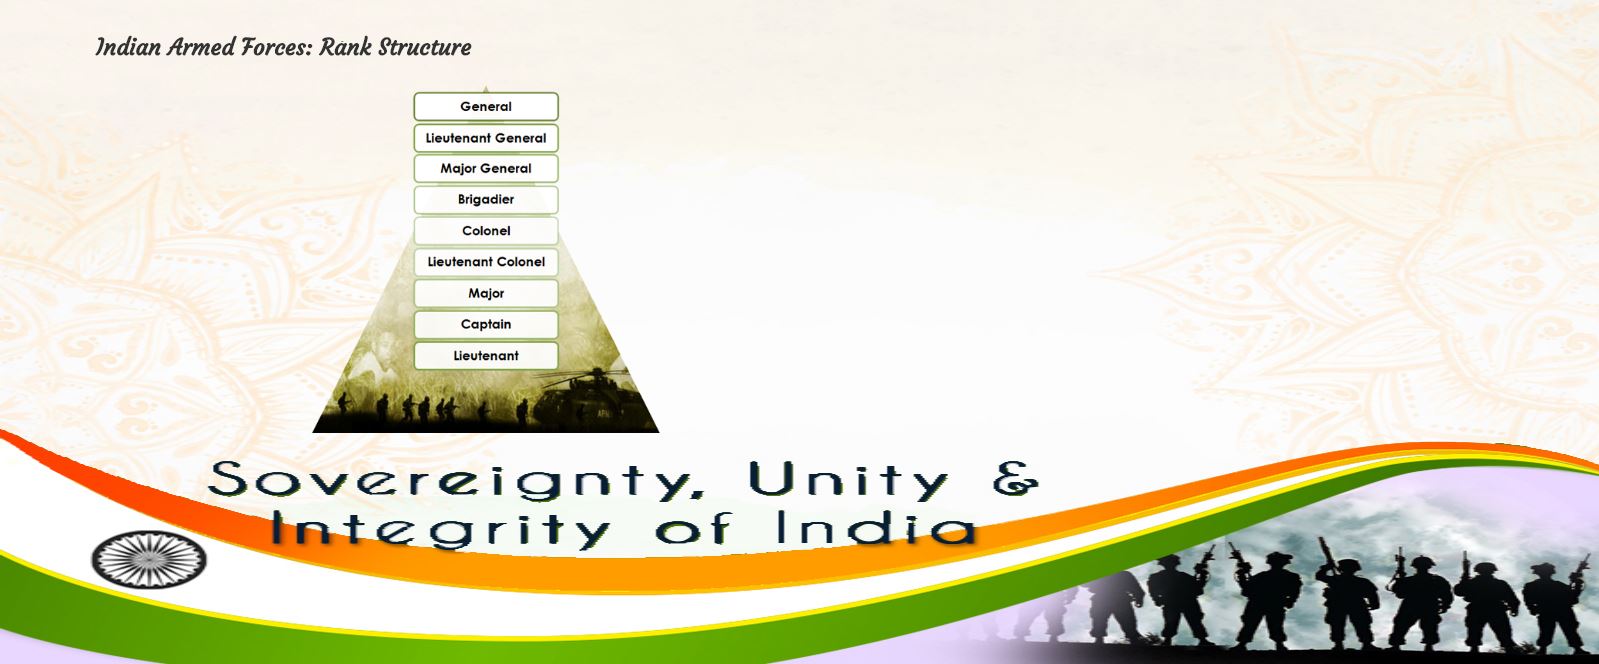 Indian Armed Forces: Rank Structure
General
Lieutenant General
Major General
Brigadier
Colonel
Lieutenant Colonel
Major
Captain
Lieutenant
Sovereignty, Unity &
Integrity of India